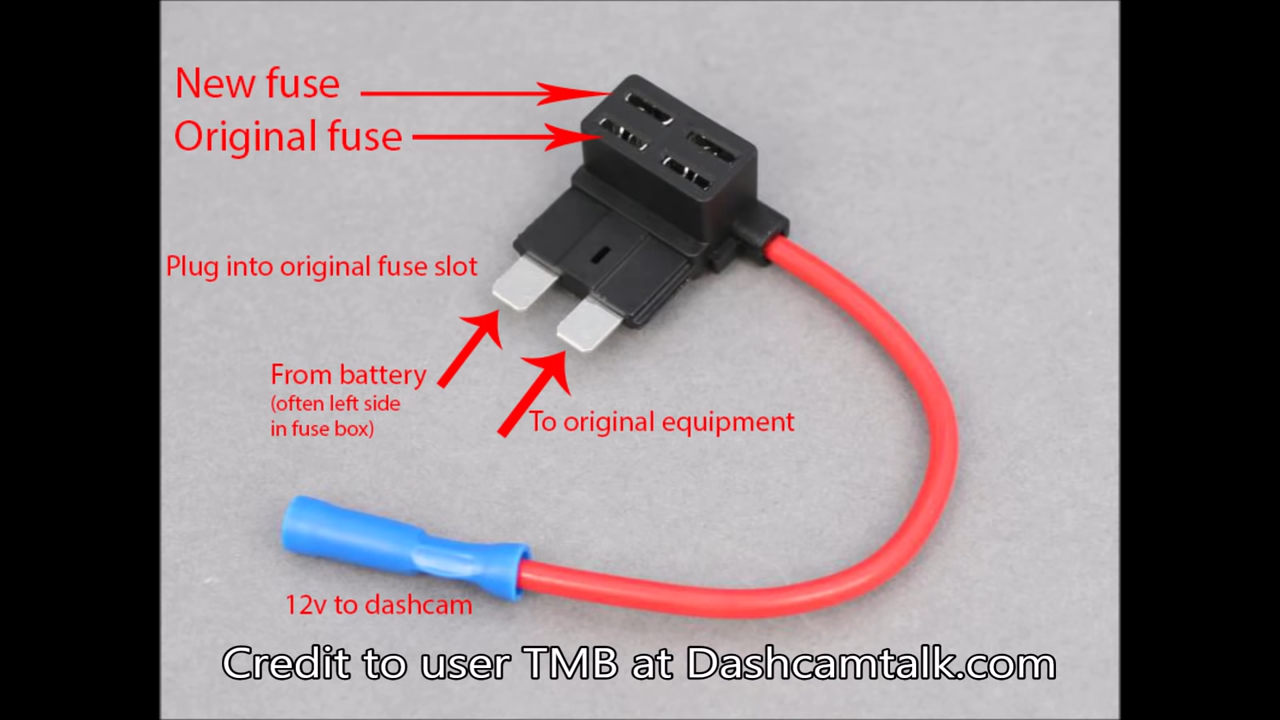 New fuse
Original fuse
Plug into original fuse slot
From battery
(often left side
in fuse box)
To original equipment
12v to dashcam
Credit to user TMB at Dashcamtalk.com